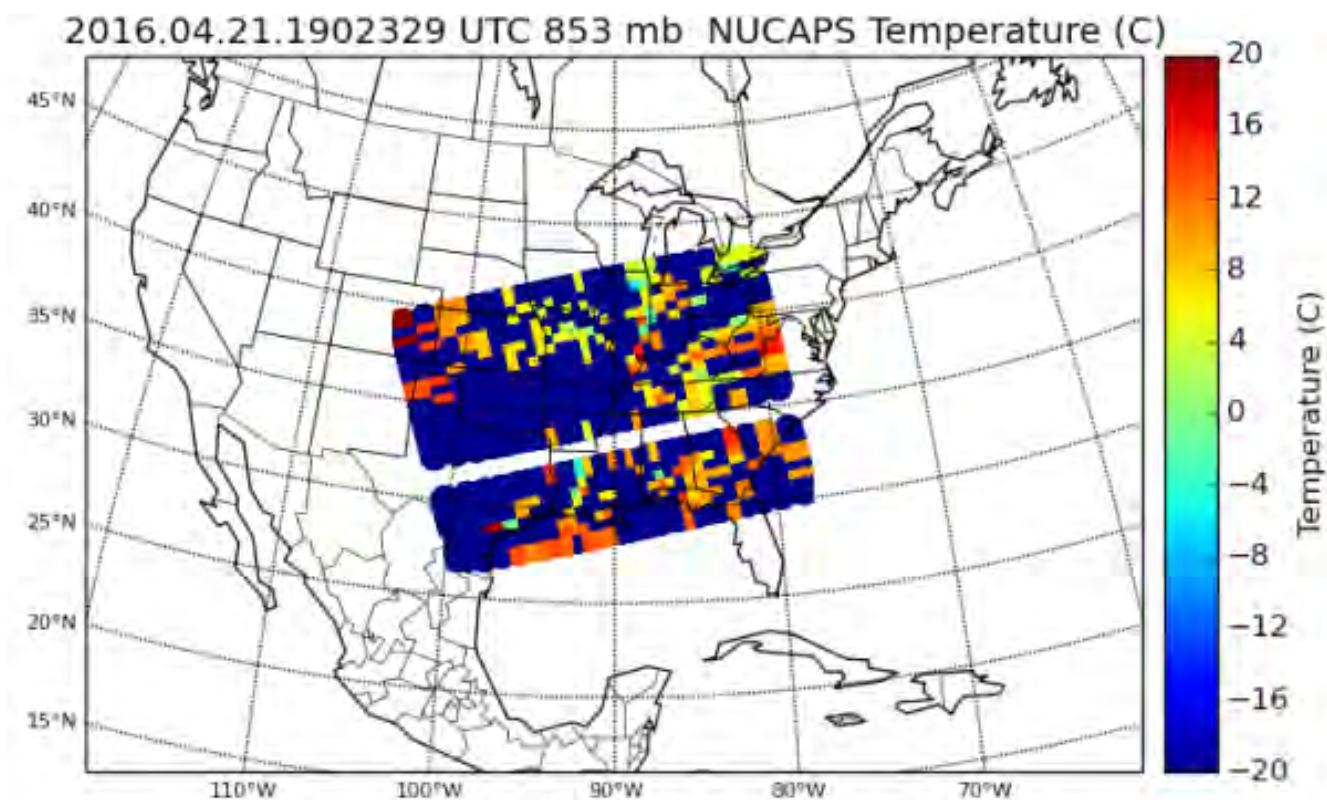 2016.04.21.1902329 UTC 853 mb  NUCAPS Temperature (C)
45°N
40°N
35°N
30°N
25°N
20°N
15°N
110°W
100°W
90°W
80°W
70°W
20
16
12
8
4
0
−4
−8
−12
−16
−20
Temperature (C)